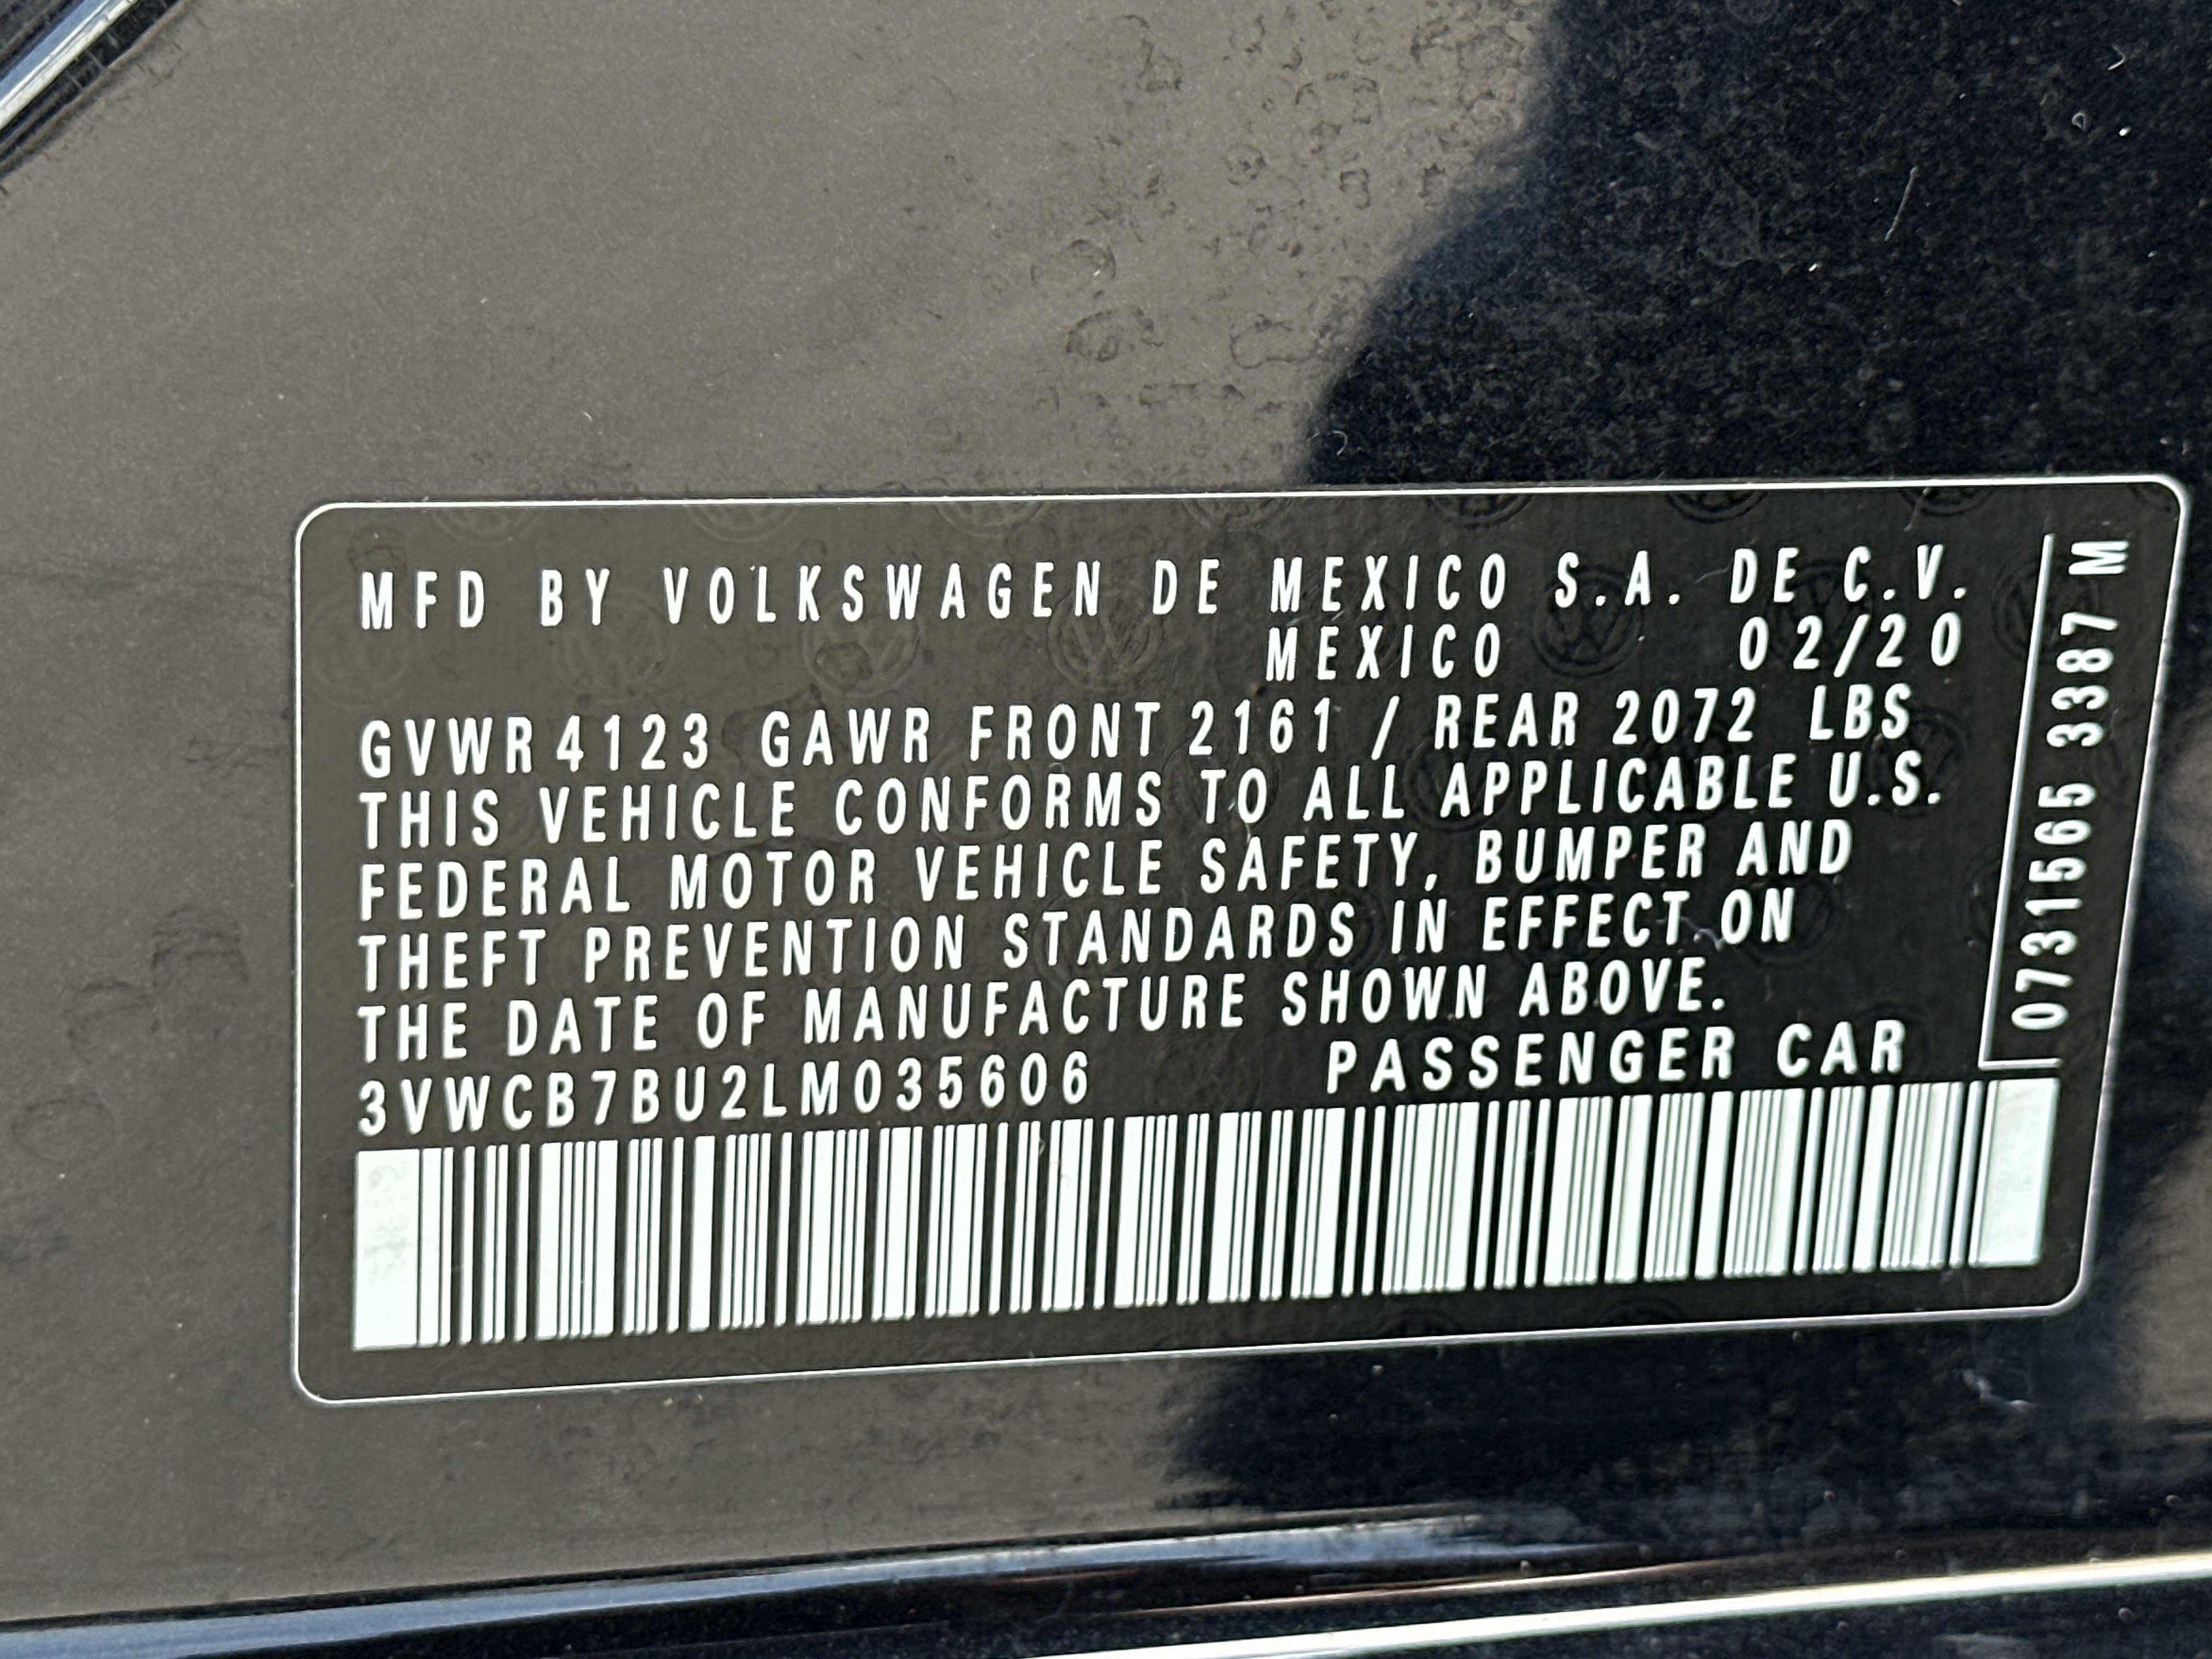 MFD BY VOLKSWAGEN DE MEXICO S.A. DE C.V.
MEXICO 02/20
GVWR 4123 GAWR FRONT 2161 / REAR 2072 LBS
THIS VEHICLE CONFORMS TO ALL APPLICABLE U.S.
FEDERAL MOTOR VEHICLE SAFETY, BUMPER AND
THEFT PREVENTION STANDARDS IN EFFECT ON
THE DATE OF MANUFACTURE SHOWN ABOVE.
3VWCB7BU2LM035606 PASSENGER CAR
0731565 3387 M